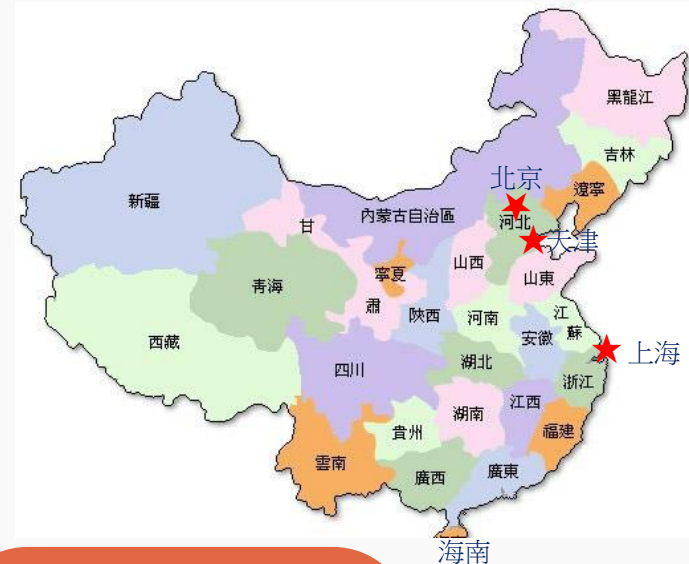 黑龍江
吉林
遼寧
北京
新疆
內蒙古自治區
河北
甘
天津
山西
寧夏
山東
青海
肅
陝西
河南
江
蘇
安徽
西藏
上海
湖北
四川
浙江
江西
湖南
貴州
福建
雲南
廣東
廣西
海南